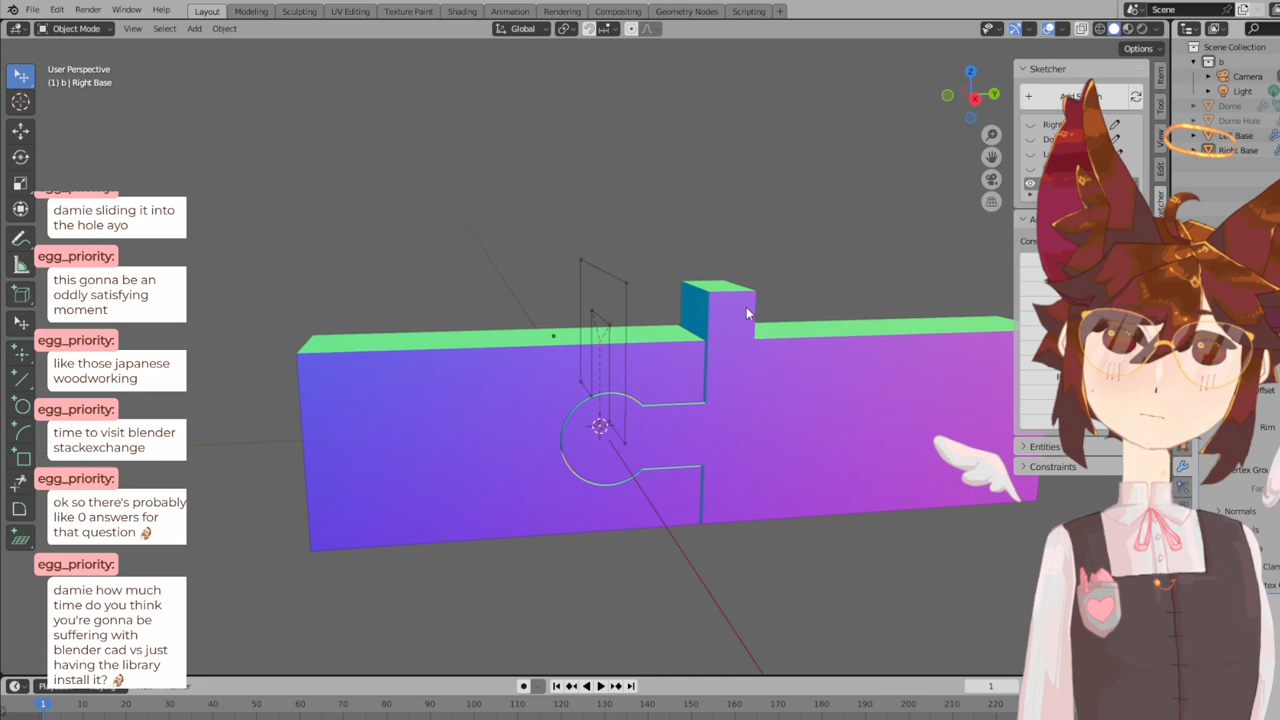 File Edit Render Window Help Layout Modeling Sculpting UV Editing Texture Paint Shading Animation Rendering Compositing Geometry Nodes Scripting + Scene
Object Mode View Select Add Object Global
Options
User Perspective
(1) b | Right Base
Z
Y
X
Sketcher
Item
Tool
View
Edit
Scene Collection
b
Camera
Light
Dome
Dome Hole
Base
Right Base
Entities
Constraints
Normals
damie sliding it into
the hole ayo
egg_priority:
this gonna be an
oddly satisfying
moment
egg_priority:
like those japanese
woodworking
egg_priority:
time to visit blender
stackexchange
egg_priority:
ok so there's probably
like 0 answers for
that question
egg_priority:
damie how much
time do you think
you're gonna be
suffering with
blender cad vs just
having the library
install it?
1
1 10 20 30 40 50 60 70 80 90 100 110 120 130 140 150 160 170 180 190 200 210 220